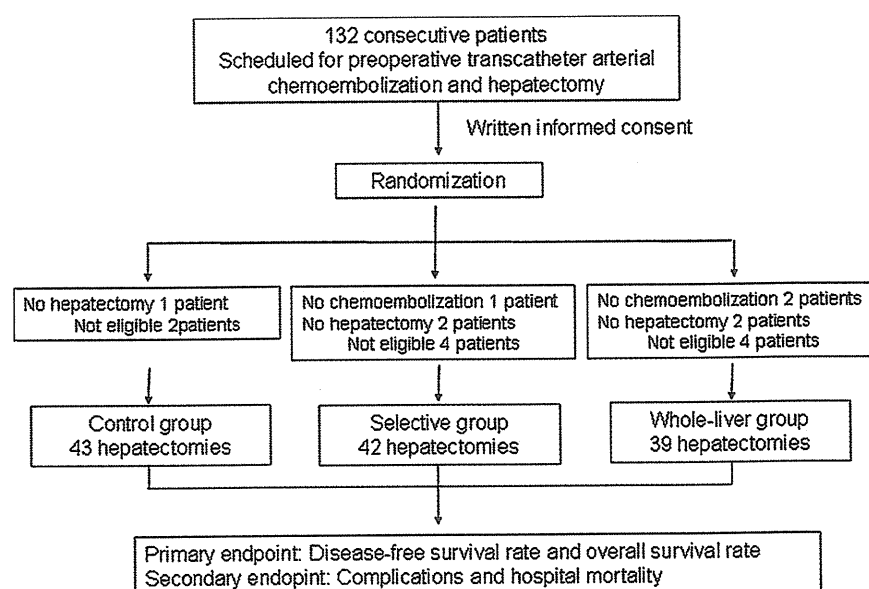 132 consecutive patients
Scheduled for preoperative transcatheter arterial
chemoembolization and hepatectomy
Written informed consent
Randomization
No hepatectomy 1 patient
Not eligible 2patients
No chemoembolization 1 patient
No hepatectomy 2 patients
Not eligible 4 patients
No chemoembolization 2 patients
No hepatectomy 2 patients
Not eligible 4 patients
Control group
43 hepatectomies
Selective group
42 hepatectomies
Whole-liver group
39 hepatectomies
Primary endpoint: Disease-free survival rate and overall survival rate
Secondary endopint: Complications and hospital mortality